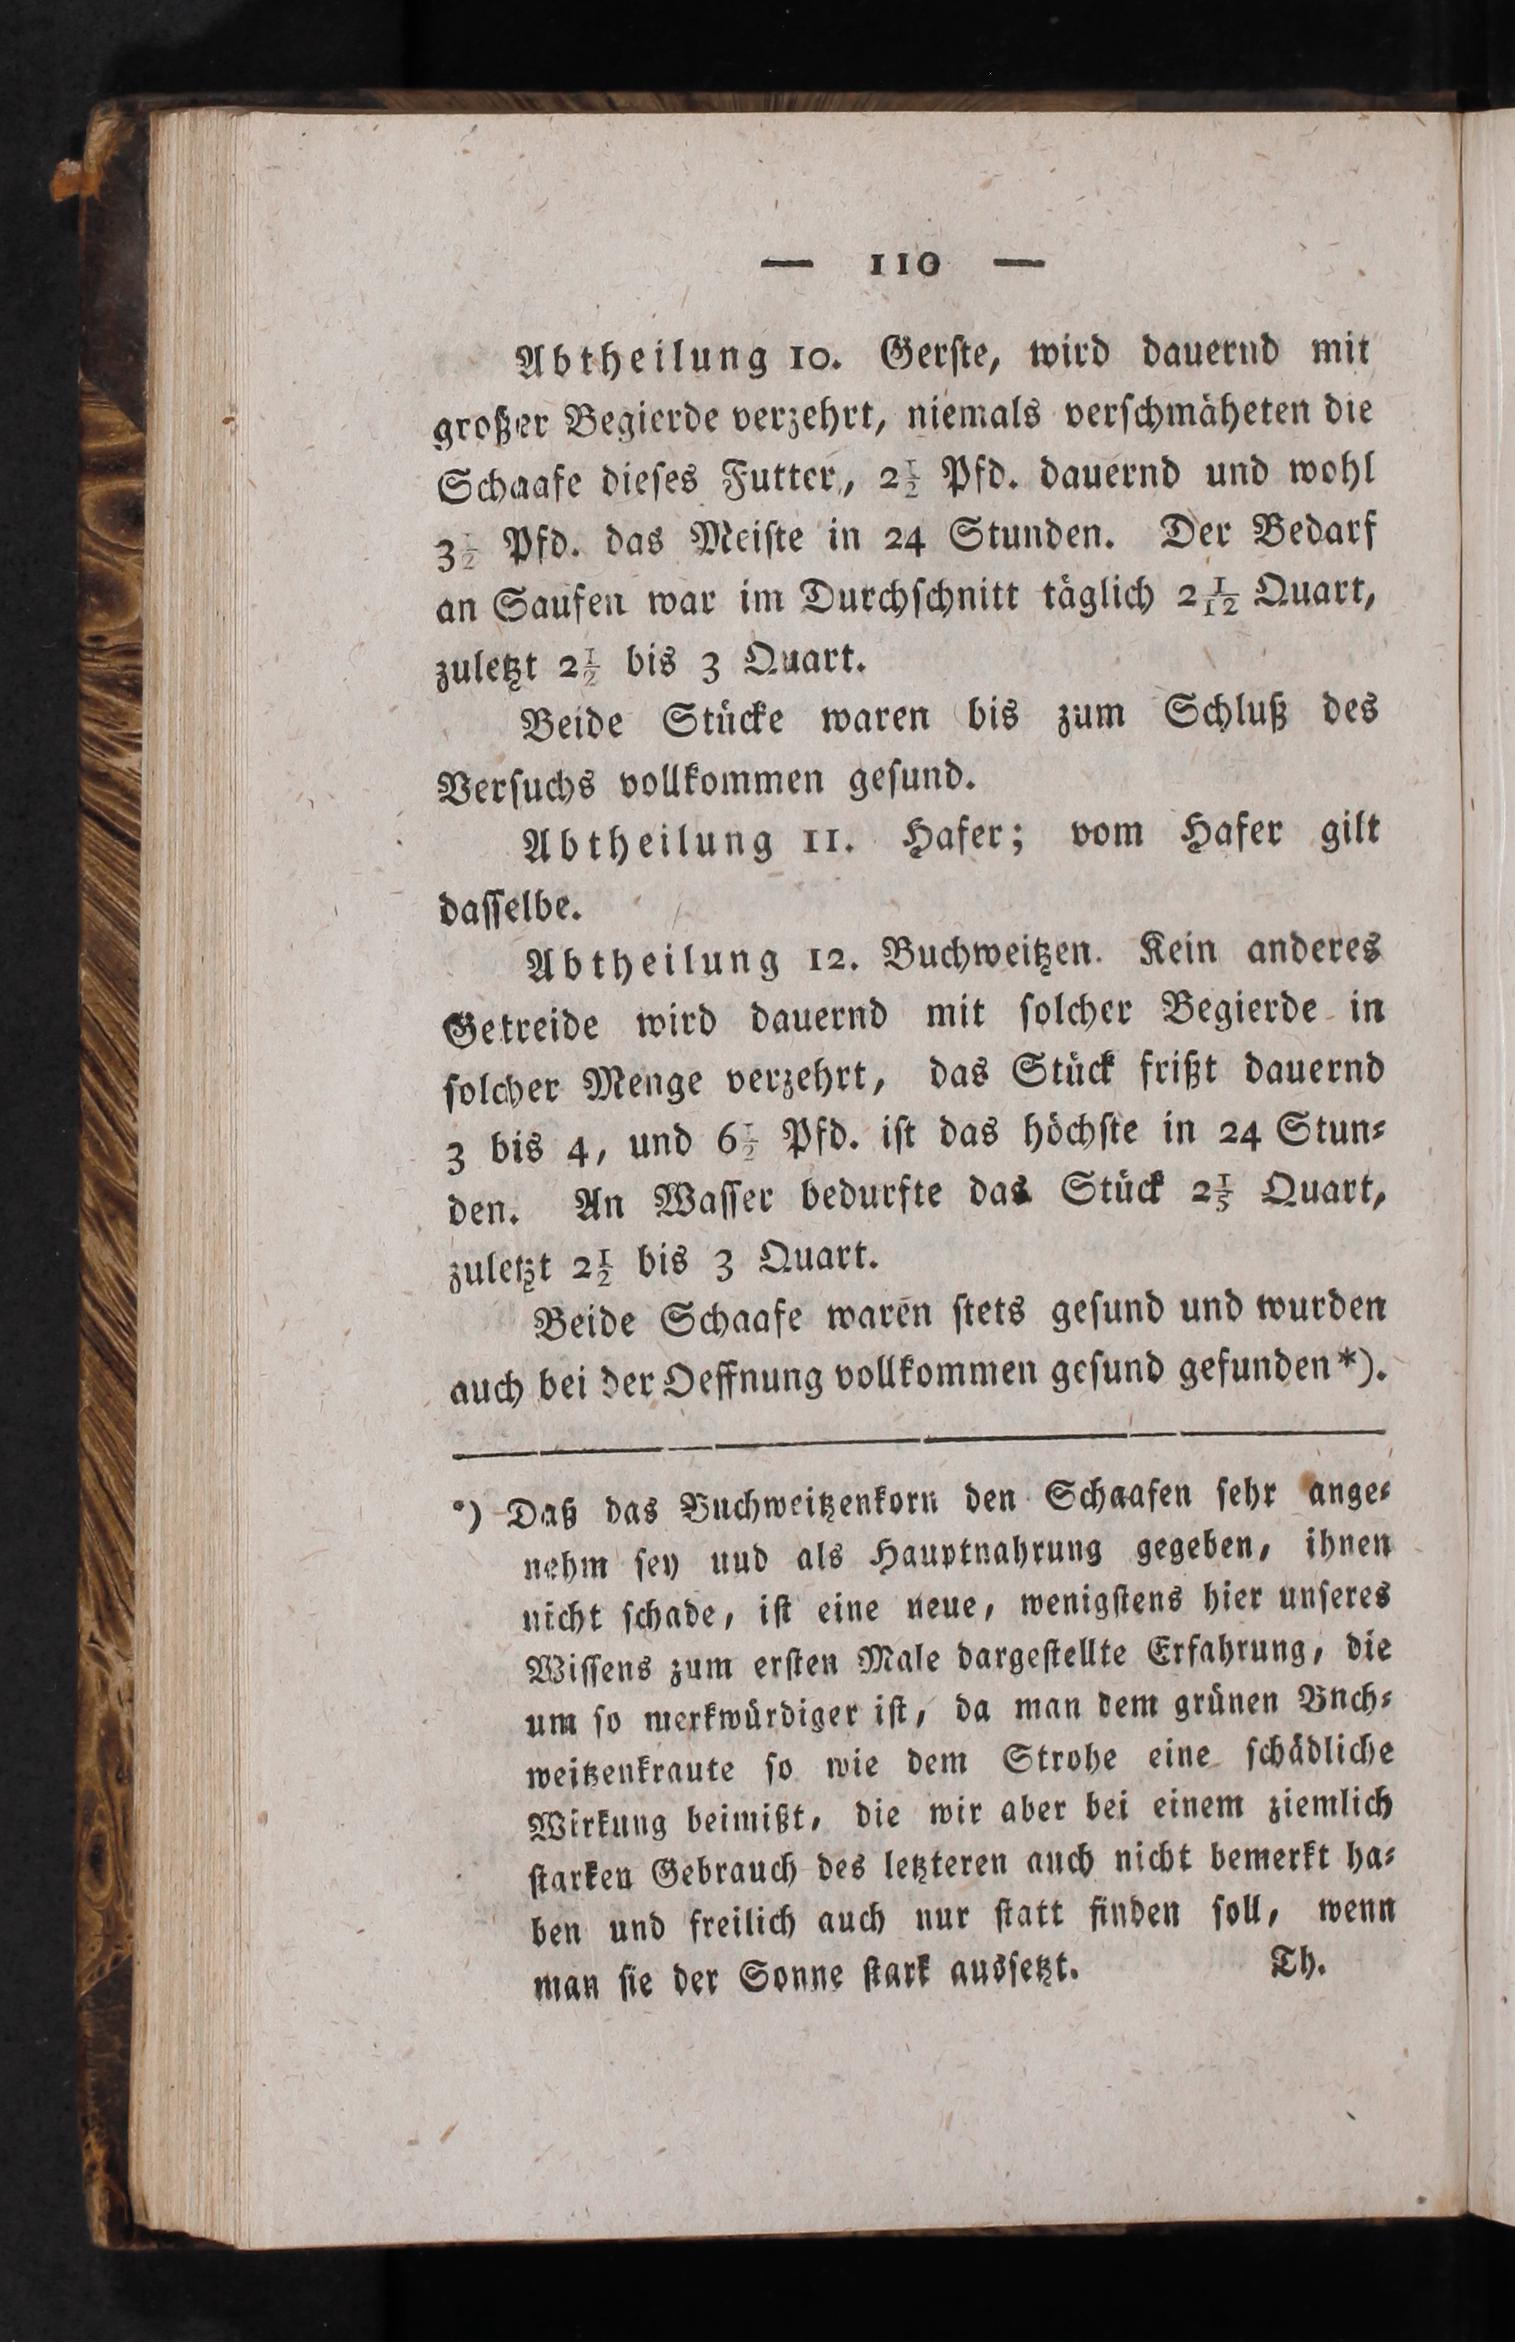 — 110 —
Abtheilung 10. Gerſte, wird dauernd mit
großer Begierde verzehrt, niemals verſchmäheten die
Schaafe dieſes Futter, 2½ Pfd. dauernd und wohl
3½ Pfd. das Meiſte in 24 Stunden. Der Bedarf
an Saufen war im Durchſchnitt täglich 2 1/12 Quart,
zuletzt 2½ bis 3 Quart.
Beide Stücke waren bis zum Schluß des
Verſuchs vollkommen geſund.
Abtheilung 11. Hafer; vom Hafer gilt
daſſelbe.
Abtheilung 12. Buchweitzen. Kein anderes
Getreide wird dauernd mit ſolcher Begierde in
ſolcher Menge verzehrt, das Stück frißt dauernd
3 bis 4, und 6½ Pfd. iſt das höchſte in 24 Stun⸗
den. An Waſſer bedurfte das Stück 2⅕ Quart,
zuletzt 2½ bis 3 Quart.
Beide Schaafe waren ſtets geſund und wurden
auch bei der Oeffnung vollkommen geſund gefunden*).
*) Daß das Buchweitzenkorn den Schaafen ſehr ange⸗
nehm ſey uud als Hauptnahrung gegeben, ihnen
nicht ſchade, iſt eine neue, wenigſtens hier unſeres
Wiſſens zum erſten Male dargeſtellte Erfahrung, die
um ſo merkwürdiger iſt, da man dem grünen Bnch⸗
weitzenkraute ſo wie dem Strohe eine ſchädliche
Wirkung beimißt, die wir aber bei einem ziemlich
ſtarken Gebrauch des letzteren auch nicht bemerkt ha⸗
ben und freilich auch nur ſtatt finden ſoll, wenn
man ſie der Sonne ſtark ausſetzt. Th.